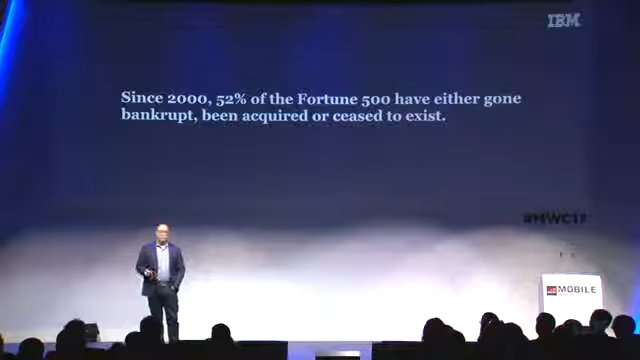 IBM
Since 2000, 52% of the Fortune 500 have either gone
bankrupt, been acquired or ceased to exist.
#MWC17
MOBILE